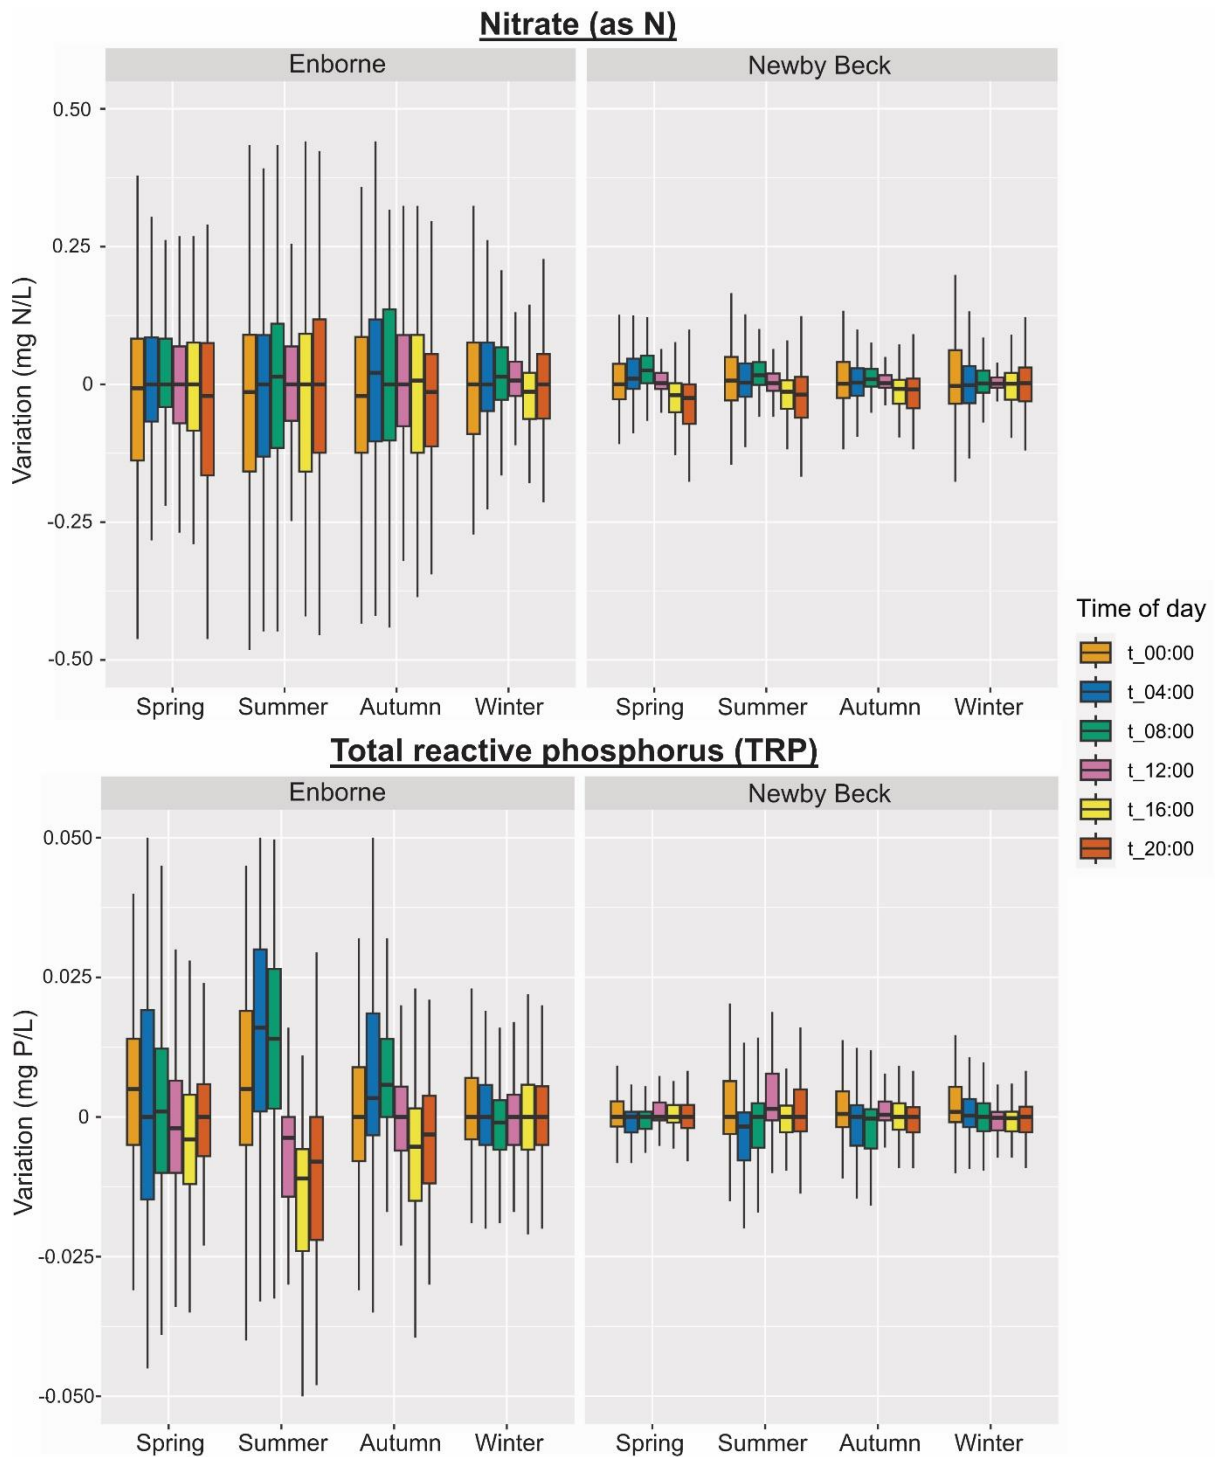 Nitrate (as N)
Enborne
Newby Beck
Variation (mg N/L)
0.50
0.25
0
-0.25
-0.50
Spring Summer Autumn Winter
Spring Summer Autumn Winter
Time of day
t_00:00
t_04:00
t_08:00
t_12:00
t_16:00
t_20:00
Total reactive phosphorus (TRP)
Enborne
Newby Beck
Variation (mg P/L)
0.050
0.025
0
-0.025
-0.050
Spring Summer Autumn Winter
Spring Summer Autumn Winter